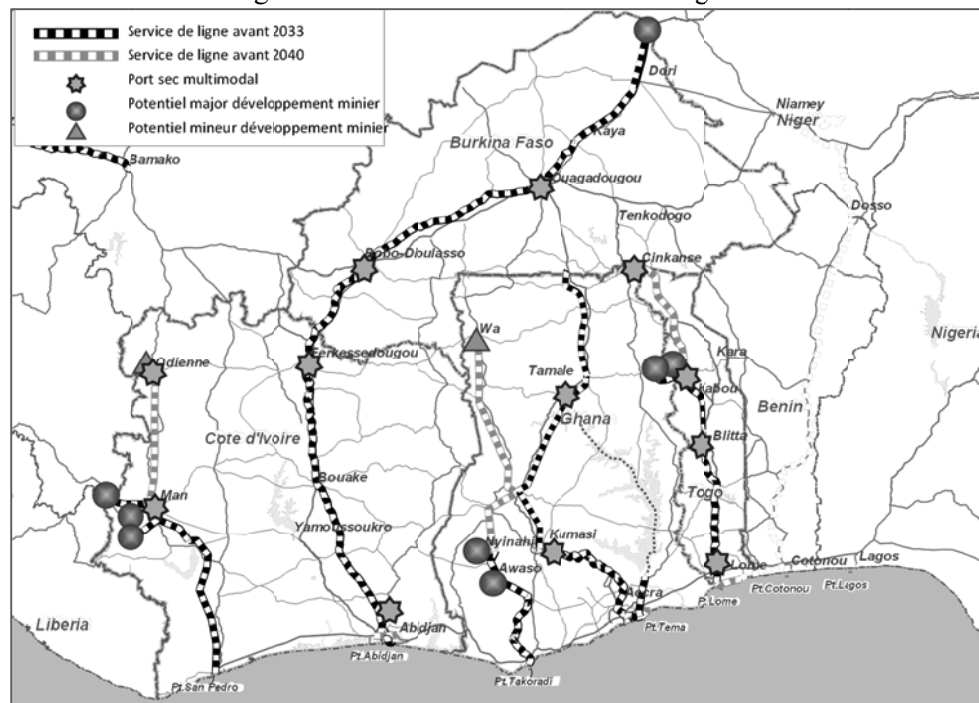 Service de ligne avant 2033
Service de ligne avant 2040
Port sec multimodal
Potentiel major développement minier
Potentiel mineur développement minier
Dori
Niamey
Niger
Kaya
Burkina Faso
Bamako
Ouagadougou
Dosso
Tenkodogo
Bobo-Dioulasso
Cinkanse
Nigeria
Wa
Odienne
Ferkessedougou
Kara
Tamale
Kabou
Ghana
Benin
Cote d'Ivoire
Blitta
Bouake
Man
Togo
Yamoussoukro
Nyinahin
Kumasi
Awaso
Lome
Cotonou
Lagos
Accra
Pt.Lome
Pt.Cotonou
Pt.Lagos
Liberia
Abidjan
Pt.Tema
Pt.Abidjan
Pt.San Pedro
Pt.Takoradi